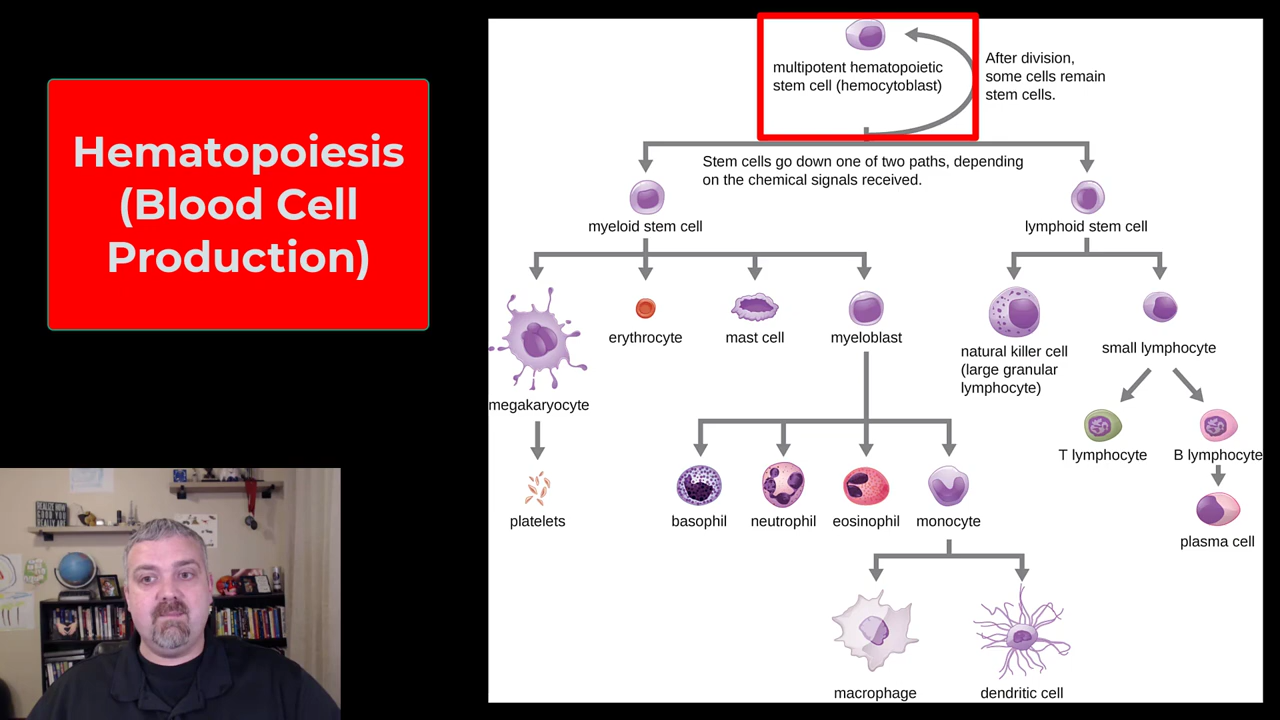 Hematopoiesis
(Blood Cell
Production)
multipotent hematopoietic
stem cell (hemocytoblast)
After division,
some cells remain
stem cells.
Stem cells go down one of two paths, depending
on the chemical signals received.
myeloid stem cell
lymphoid stem cell
megakaryocyte
erythrocyte
mast cell
myeloblast
natural killer cell
(large granular
lymphocyte)
small lymphocyte
platelets
basophil
neutrophil
eosinophil
monocyte
T lymphocyte
B lymphocyte
plasma cell
macrophage
dendritic cell